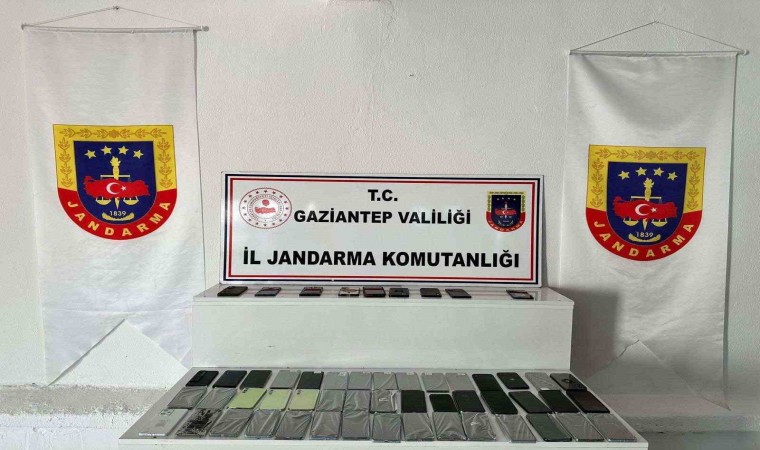 T.C.
GAZİANTEP VALİLİĞİ
İL JANDARMA KOMUTANLIĞI
1839
JANDARMA
1839
JANDARMA